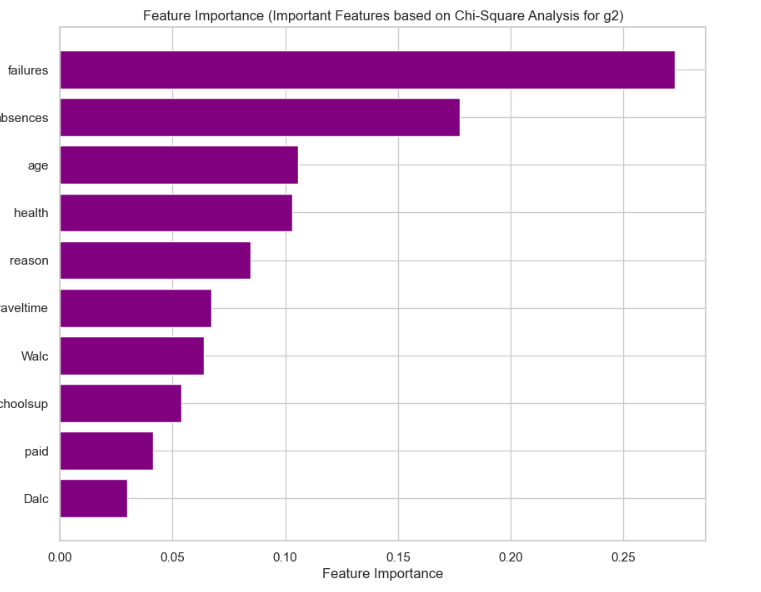 Feature Importance (Important Features based on Chi-Square Analysis for g2)
failures
bsences
age
health
reason
raveltime
Walc
choolsup
paid
Dalc
0.00 0.05 0.10 0.15 0.20 0.25
Feature Importance